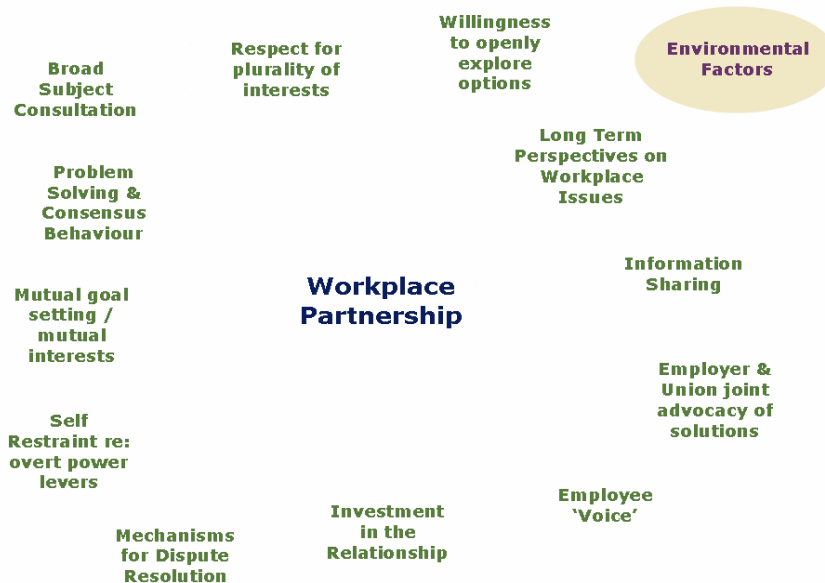 Broad
Subject
Consultation
Respect for
plurality of
interests
Willingness
to openly
explore
options
Environmental
Factors
Long Term
Perspectives on
Workplace
Issues
Problem
Solving &
Consensus
Behaviour
Information
Sharing
Workplace
Partnership
Mutual goal
setting /
mutual
interests
Employer &
Union joint
advocacy of
solutions
Self
Restraint re:
overt power
levers
Employee
‘Voice’
Investment
in the
Relationship
Mechanisms
for Dispute
Resolution